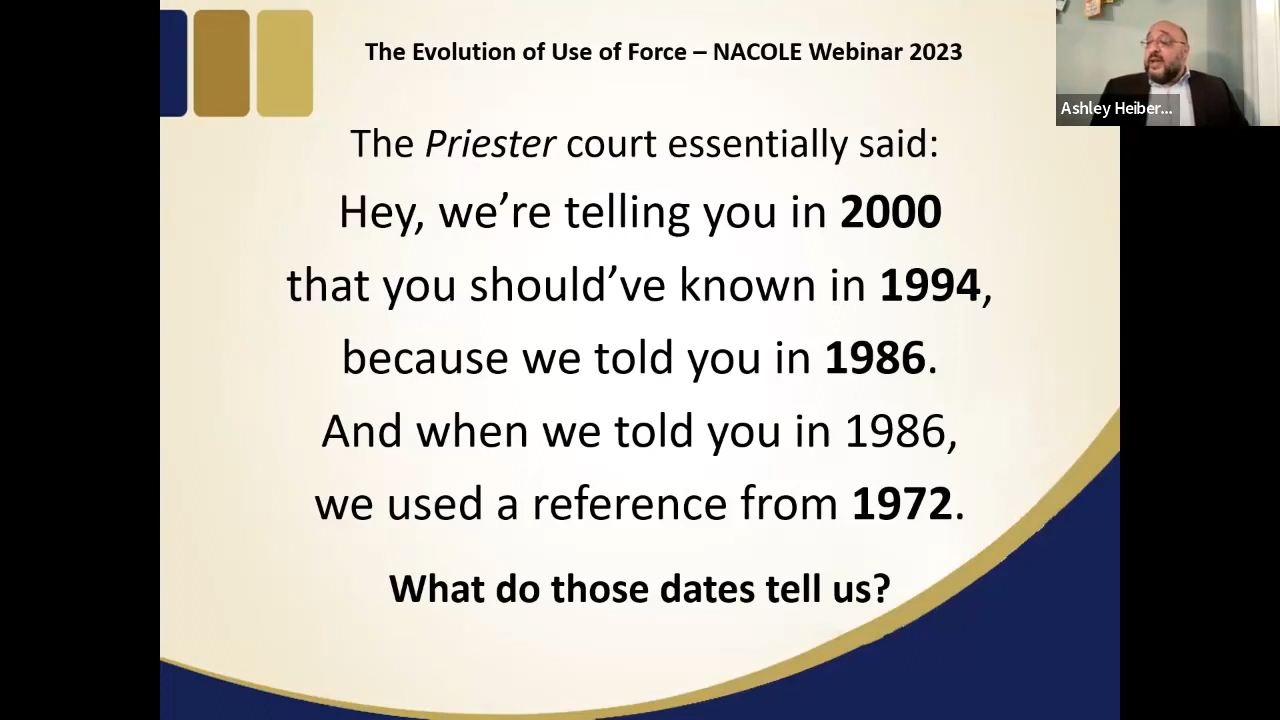 The Evolution of Use of Force – NACOLE Webinar 2023
Ashley Heiber...
The Priester court essentially said:
Hey, we’re telling you in 2000
that you should’ve known in 1994,
because we told you in 1986.
And when we told you in 1986,
we used a reference from 1972.
What do those dates tell us?